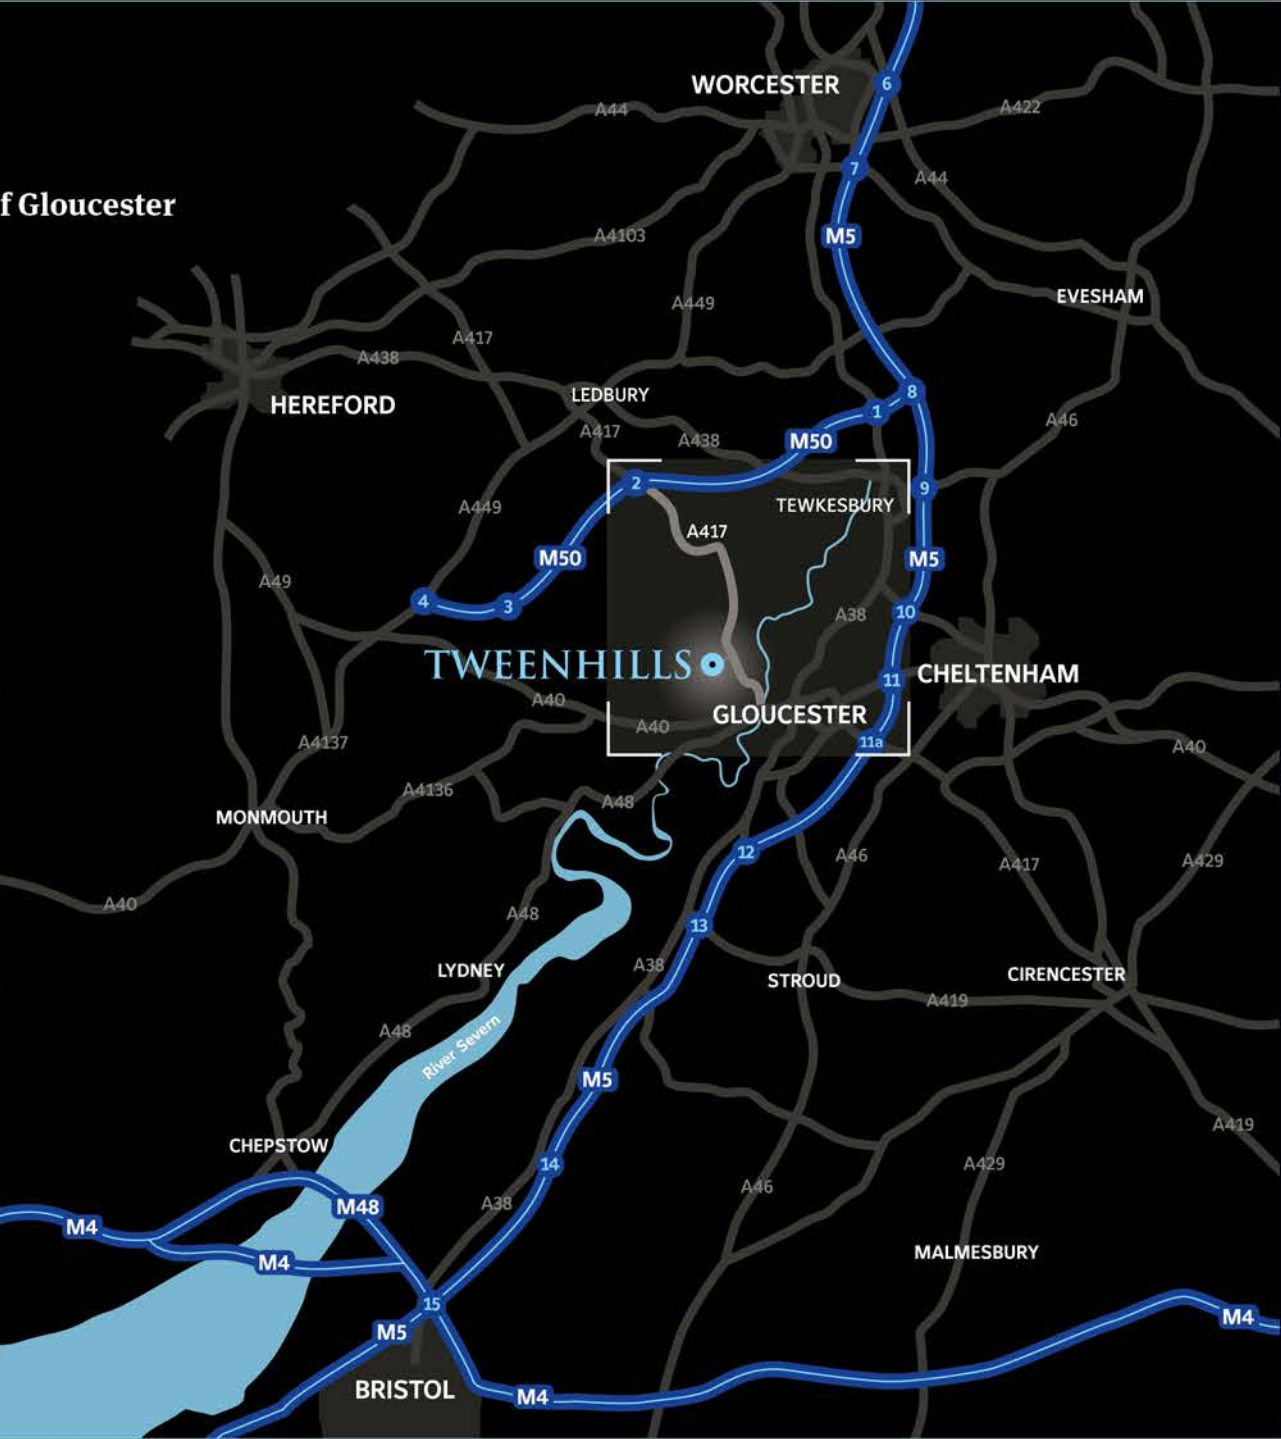 WORCESTER
6
A44
A422
7
A44
f Gloucester
A4103
M5
EVESHAM
A449
A417
A438
LEDBURY
8
HEREFORD
1
A46
A417
A438
M50
2
9
TEWKESBURY
A449
A417
M50
M5
A49
4
3
10
A38
TWEENHILLS
11
CHELTENHAM
A40
GLOUCESTER
A40
11a
A4137
A40
A4136
A48
MONMOUTH
12
A46
A417
A429
A40
A48
13
A38
LYDNEY
STROUD
CIRENCESTER
A419
A48
River Severn
M5
A419
CHEPSTOW
14
A429
A46
A38
M48
M4
M4
MALMESBURY
15
M4
M5
BRISTOL
M4